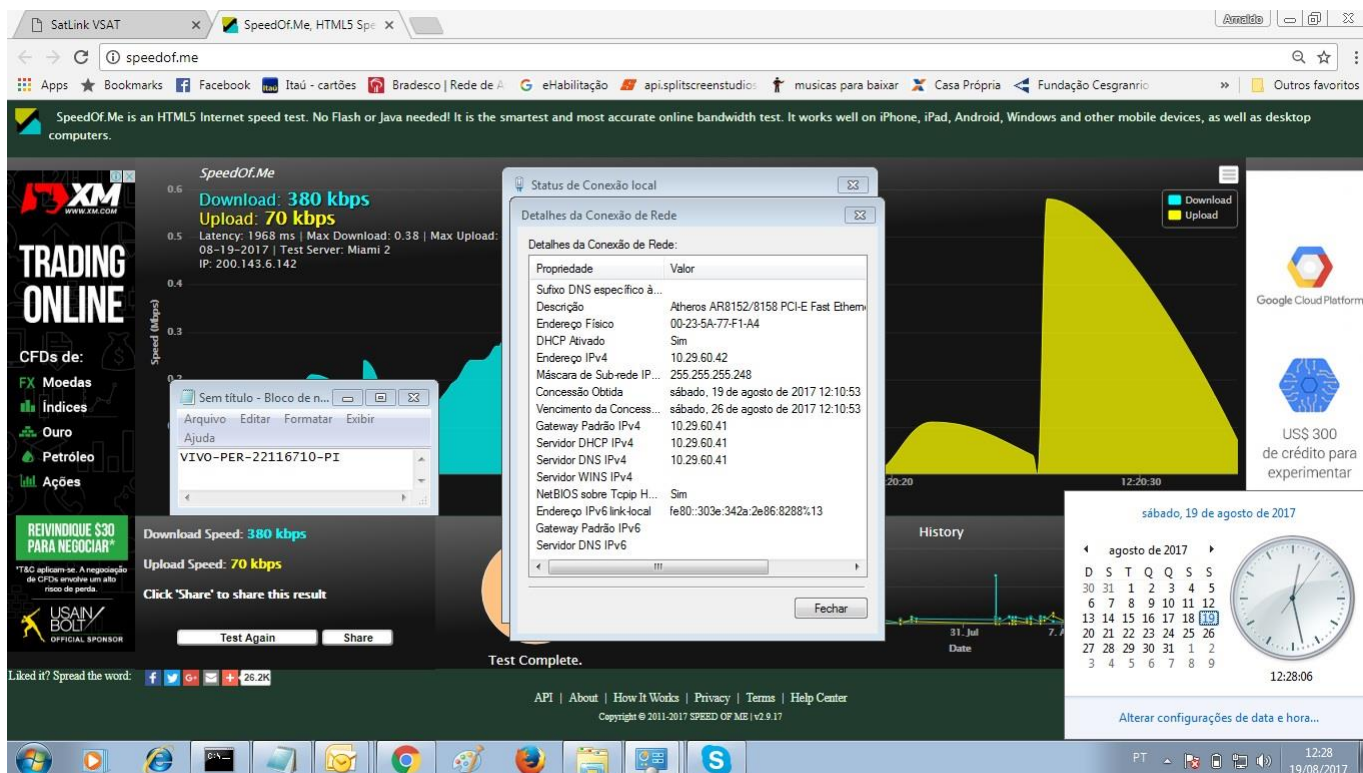 SatLink VSAT
SpeedOf.Me, HTML5 Spe
Arnaldo
speedof.me
Apps Bookmarks Facebook Itaú - cartões Bradesco | Rede de A eHabilitação api.splitscreenstudios musicas para baixar Casa Própria Fundação Cesgranrio » Outros favoritos
SpeedOf.Me is an HTML5 Internet speed test. No Flash or Java needed! It is the smartest and most accurate online bandwidth test. It works well on iPhone, iPad, Android, Windows and other mobile devices, as well as desktop
computers.
XM
WWW.XM.COM
TRADING
ONLINE
CFDs de:
FX Moedas
Índices
Ouro
Petróleo
Ações
REIVINDIQUE $30
PARA NEGOCIAR*
*T&C aplicam-se. A negociação
de CFDs envolve um alto
risco de perda.
USAIN
BOLT
OFFICIAL SPONSOR
SpeedOf.Me
Download: 380 kbps
Upload: 70 kbps
Latency: 1968 ms | Max Download: 0.38 | Max Upload:
08-19-2017 | Test Server: Miami 2
IP: 200.143.6.142
0.6
0.5
0.4
0.3
0.2
Speed (Mbps)
Download
Upload
20:20
12:20:30
Sem título - Bloco de n...
Arquivo Editar Formatar Exibir
Ajuda
VIVO-PER-22116710-PI
Status de Conexão local
Detalhes da Conexão de Rede
Detalhes da Conexão de Rede:
Propriedade Valor
Sufixo DNS específico à...
Descrição Atheros AR8152/8158 PCI-E Fast Ethern
Endereço Físico 00-23-5A-77-F1-A4
DHCP Ativado Sim
Endereço IPv4 10.29.60.42
Máscara de Sub-rede IP... 255.255.255.248
Concessão Obtida sábado, 19 de agosto de 2017 12:10:53
Vencimento da Concess... sábado, 26 de agosto de 2017 12:10:53
Gateway Padrão IPv4 10.29.60.41
Servidor DHCP IPv4 10.29.60.41
Servidor DNS IPv4 10.29.60.41
Servidor WINS IPv4
NetBIOS sobre Tcpip H... Sim
Endereço IPv6 link-local fe80::303e:342a:2e86:8288%13
Gateway Padrão IPv6
Servidor DNS IPv6
Fechar
Google Cloud Platform
US$ 300
de crédito para
experimentar
Download Speed: 380 kbps
Upload Speed: 70 kbps
Click 'Share' to share this result
Test Again
Share
Test Complete.
History
31. Jul
7.
Date
Liked it? Spread the word:
26.2K
API | About | How It Works | Privacy | Terms | Help Center
Copyright © 2011-2017 SPEED OF ME | v2.9.17
sábado, 19 de agosto de 2017
agosto de 2017
D S T Q Q S S
30 31 1 2 3 4 5
6 7 8 9 10 11 12
13 14 15 16 17 18 19
20 21 22 23 24 25 26
27 28 29 30 31 1 2
3 4 5 6 7 8 9
12:28:06
Alterar configurações de data e hora...
PT
12:28
19/08/2017